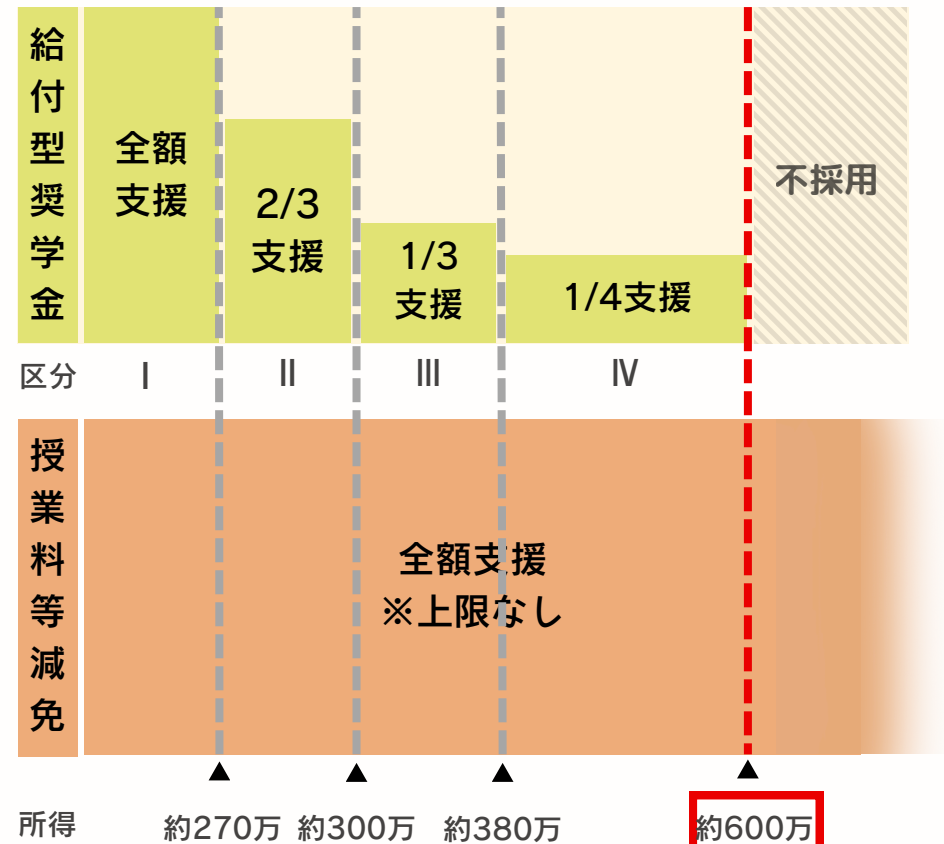 給付型奨学金
全額
支援
2/3
支援
1/3
支援
1/4支援
不採用
区分
Ⅰ
Ⅱ
Ⅲ
Ⅳ
授業料等減免
全額支援
※上限なし
所得
約270万
約300万
約380万
約600万